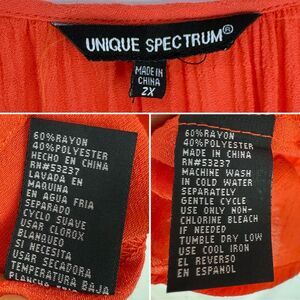 UNIQUE SPECTRUM®
MADE IN
CHINA
2X
60%RAYON
40%POLYESTER
HECHO EN CHINA
RN#53237
LAVADA EN
MAQUINA
EN AGUA FRIA
SEPARADO
CYCLO SUAVE
USAR CLOROX
BLANQUEO
SI NECESITA
USAR SECADORA
TEMPERATURA BAJA
PLANCHA
60%RAYON
40%POLYESTER
MADE IN CHINA
RN#53237
MACHINE WASH
IN COLD WATER
SEPARATELY
GENTLE CYCLE
USE ONLY NON-
CHLORINE BLEACH
IF NEEDED
TUMBLE DRY LOW
USE COOL IRON
EL REVERSO
EN ESPANOL